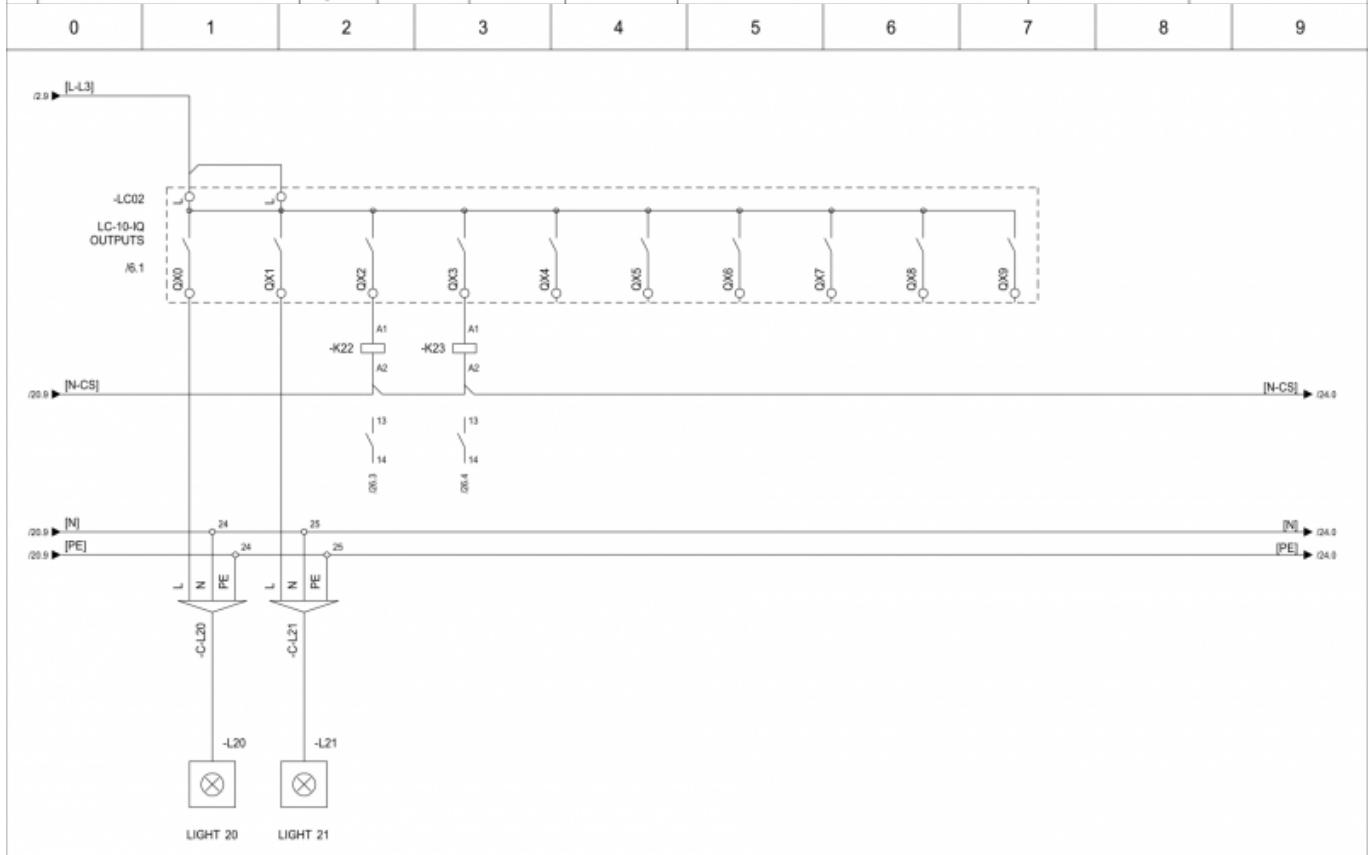 0 1 2 3 4 5 6 7 8 9
/2.9 [L-L3]
-LC02
L L
LC-10-IQ
OUTPUTS
/6.1
QX0 QX1 QX2 QX3 QX4 QX5 QX6 QX7 QX8 QX9
A1 A1
-K22 -K23
A2 A2
/20.9 [N-CS] [N-CS] /24.0
13 13
14 14
/26.3 /26.4
/20.9 [N] 24 25 [N] /24.0
/20.9 [PE] 24 25 [PE] /24.0
L N PE L N PE
-C-L20 -C-L21
-L20 -L21
LIGHT 20 LIGHT 21